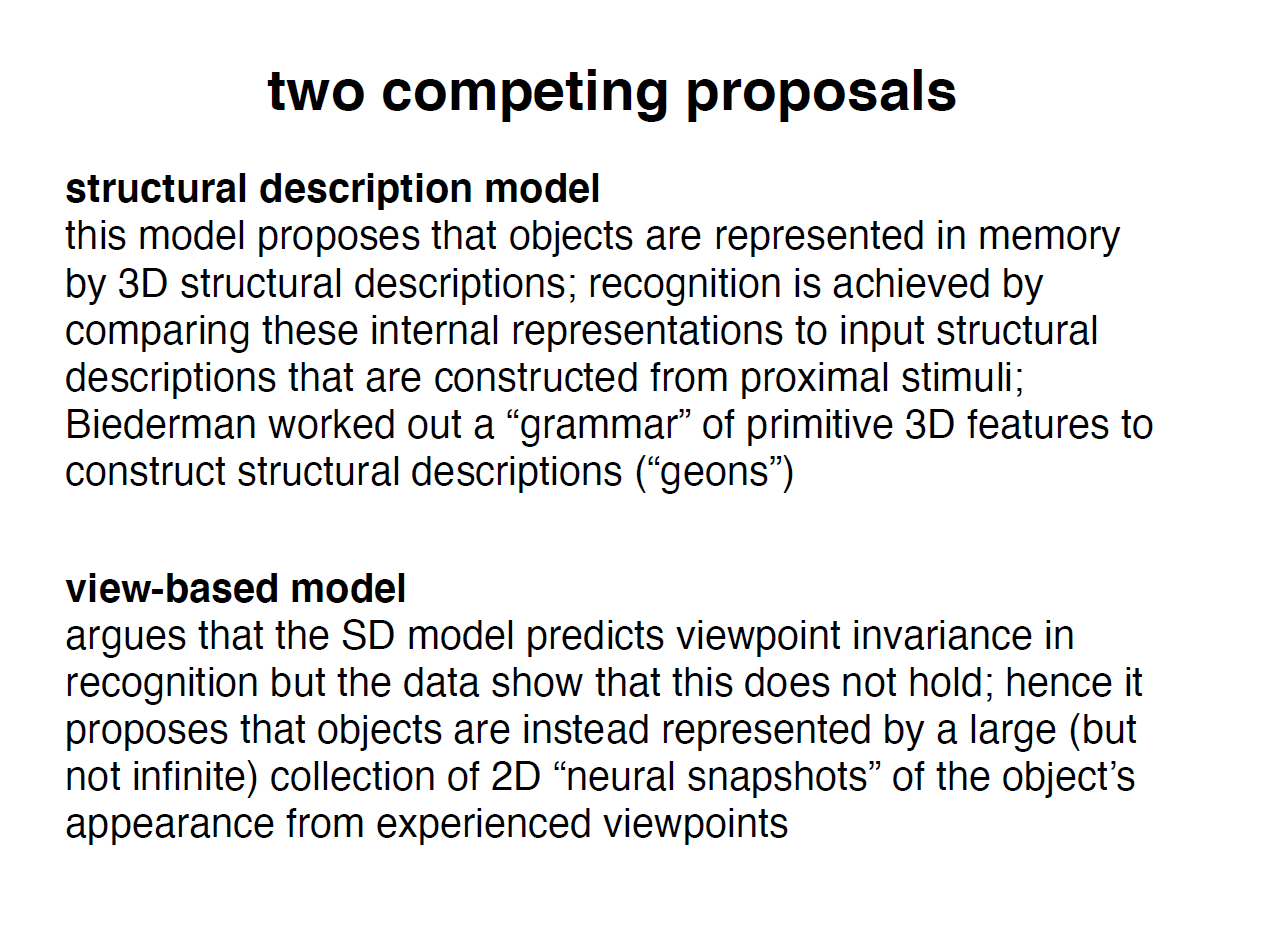 two competing proposals
structural description model
this model proposes that objects are represented in memory
by 3D structural descriptions; recognition is achieved by
comparing these internal representations to input structural
descriptions that are constructed from proximal stimuli;
Biederman worked out a “grammar” of primitive 3D features to
construct structural descriptions (“geons”)
view-based model
argues that the SD model predicts viewpoint invariance in
recognition but the data show that this does not hold; hence it
proposes that objects are instead represented by a large (but
not infinite) collection of 2D “neural snapshots” of the object’s
appearance from experienced viewpoints